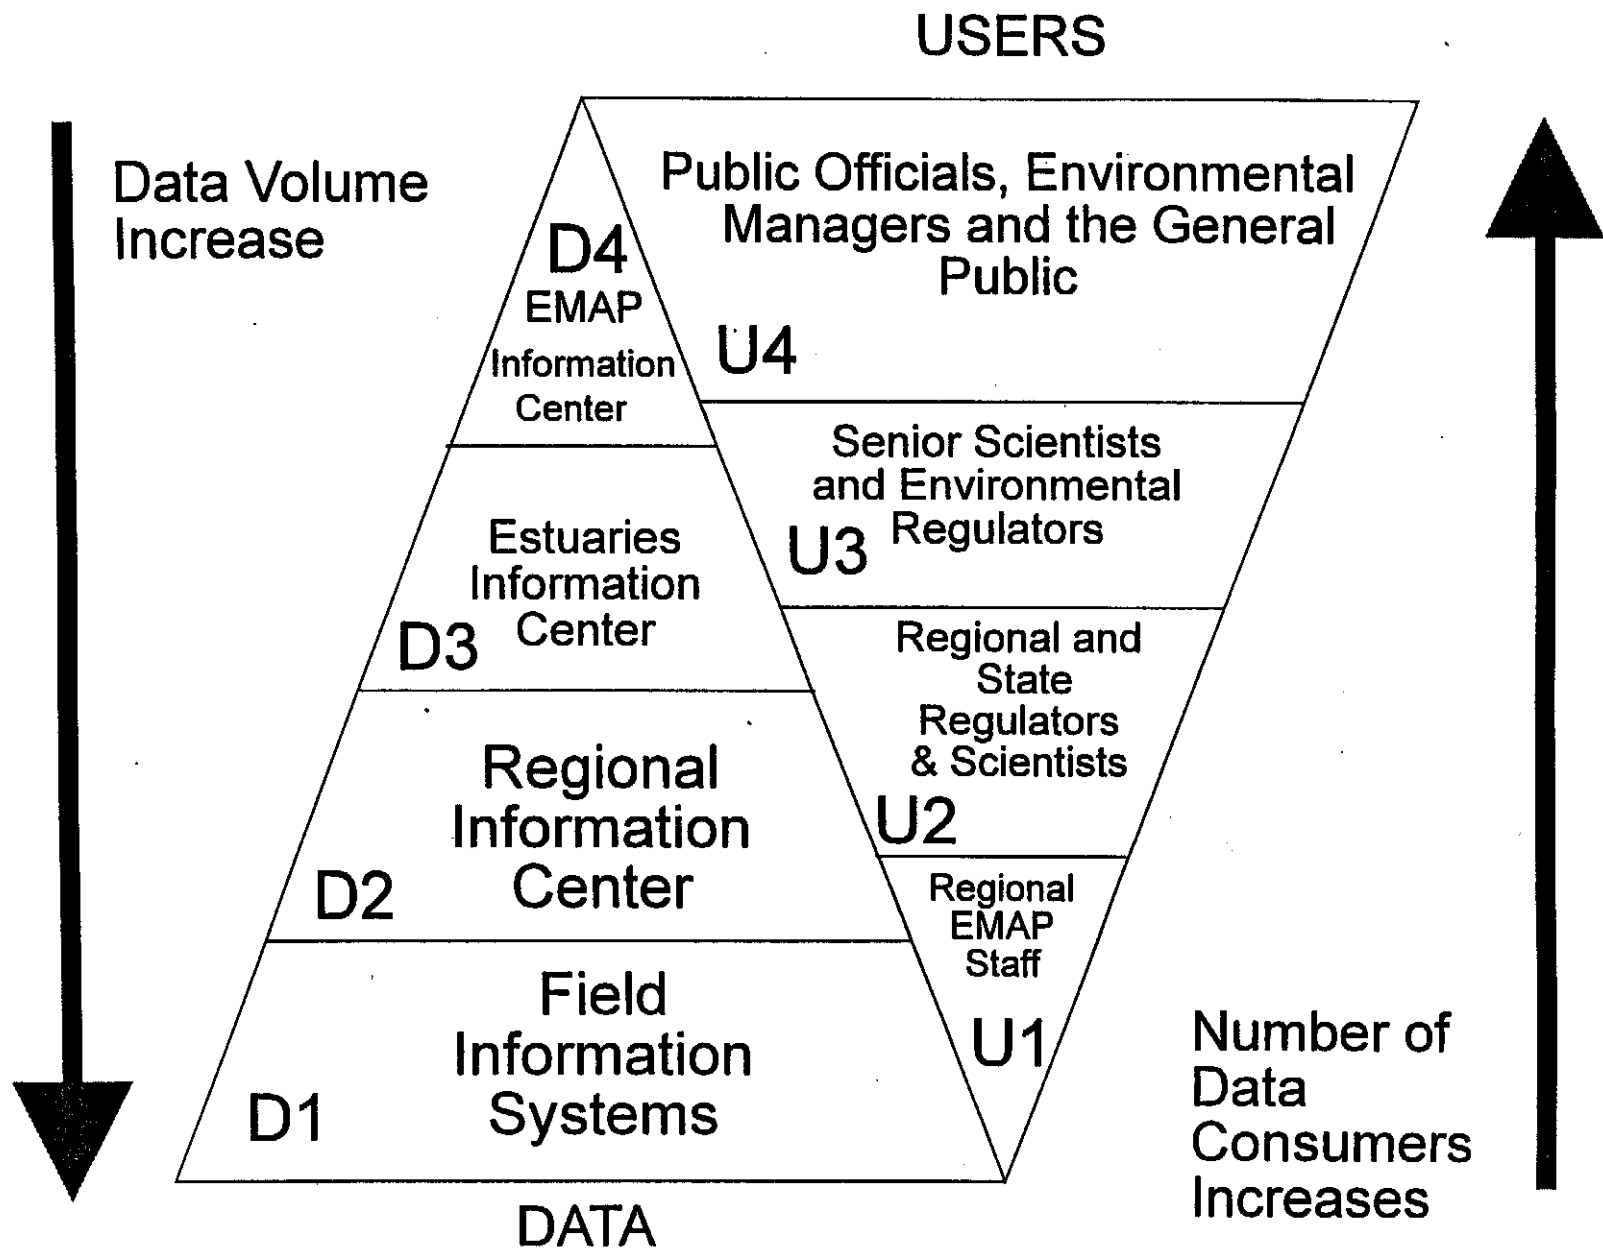 USERS
Data Volume
Increase
Public Officials, Environmental
Managers and the General
Public
U4
D4
EMAP
Information
Center
Senior Scientists
and Environmental
Regulators
U3
Estuaries
Information
Center
D3
Regional and
State
Regulators
& Scientists
U2
Regional
Information
Center
D2
Regional
EMAP
Staff
U1
Field
Information
Systems
D1
Number of
Data
Consumers
Increases
DATA